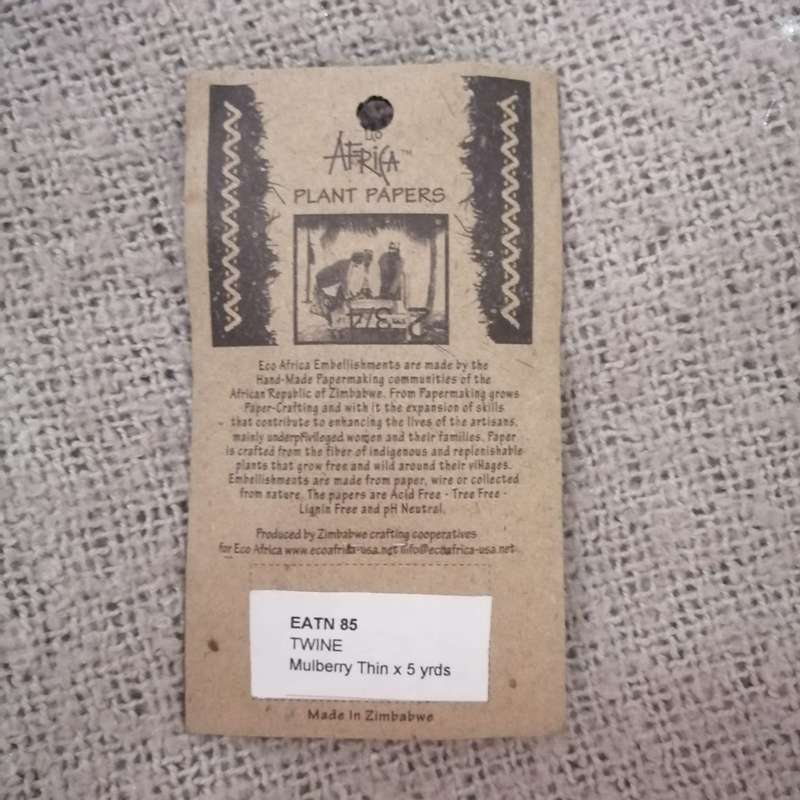 Eco
AFRICA™
PLANT PAPERS
Eco Africa Embellishments are made by the
Hand-Made Papermaking communities of the
African Republic of Zimbabwe. From Papermaking grows
Paper-Crafting and with it the expansion of skills
that contribute to enhancing the lives of the artisans,
mainly underpfivileged women and their families. Paper
is crafted from the fiber of indigenous and replenishable
plants that grow free and wild around their villages.
Embellishments are made from paper, wire or collected
from nature. The papers are Acid Free - Tree Free -
Lignin Free and pH Neutral.
Produced by Zimbabwe crafting cooperatives
for Eco Africa www.ecoafrica-usa.net info@ecoafrica-usa.net
EATN 85
TWINE
Mulberry Thin x 5 yrds
Made in Zimbabwe